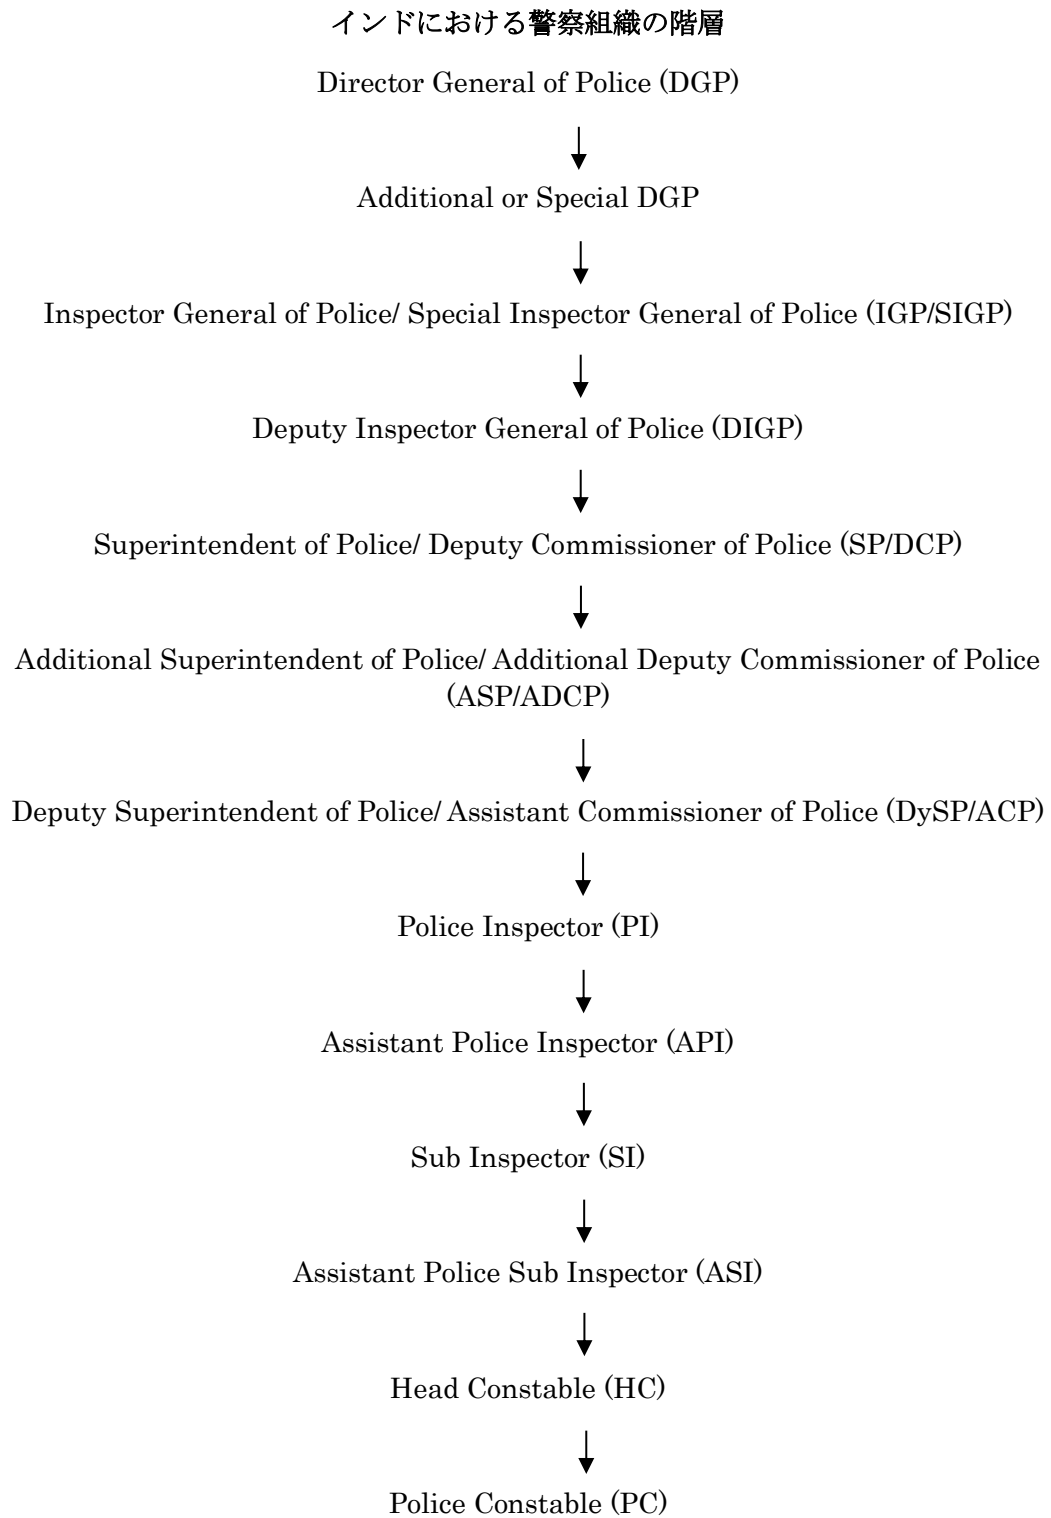 インドにおける警察組織の階層
Director General of Police (DGP)
Additional or Special DGP
Inspector General of Police/ Special Inspector General of Police (IGP/SIGP)
Deputy Inspector General of Police (DIGP)
Superintendent of Police/ Deputy Commissioner of Police (SP/DCP)
Additional Superintendent of Police/ Additional Deputy Commissioner of Police
(ASP/ADCP)
Deputy Superintendent of Police/ Assistant Commissioner of Police (DySP/ACP)
Police Inspector (PI)
Assistant Police Inspector (API)
Sub Inspector (SI)
Assistant Police Sub Inspector (ASI)
Head Constable (HC)
Police Constable (PC)